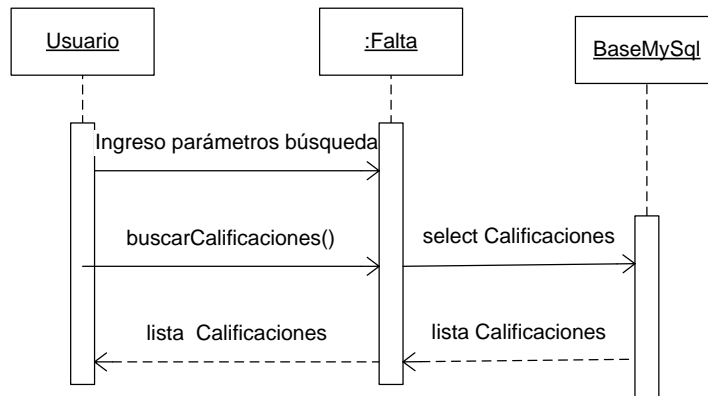 Usuario
:Falta
BaseMySql
Ingreso parámetros búsqueda
buscarCalificaciones()
select Calificaciones
lista  Calificaciones
lista Calificaciones